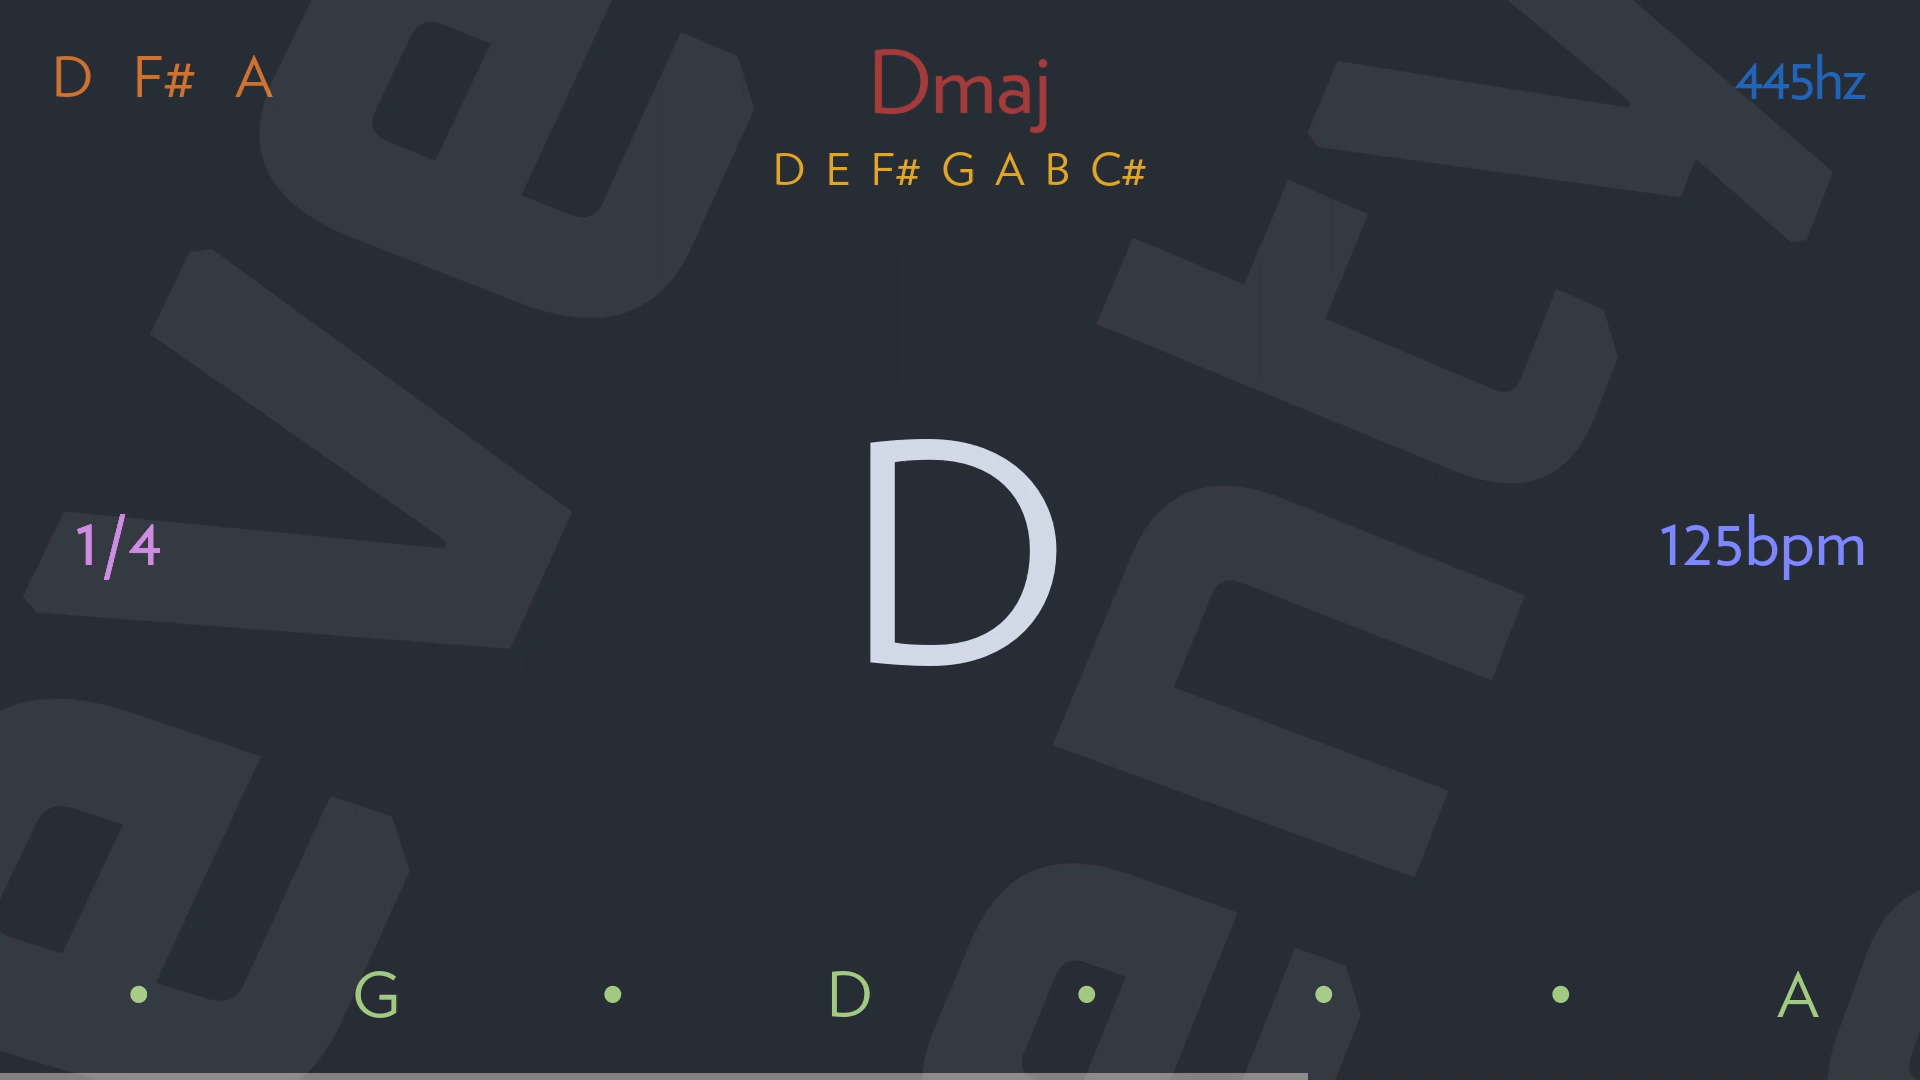 D F# A
Dmaj
445hz
D E F# G A B C#
1/4
D
125bpm
• G • D • • • A